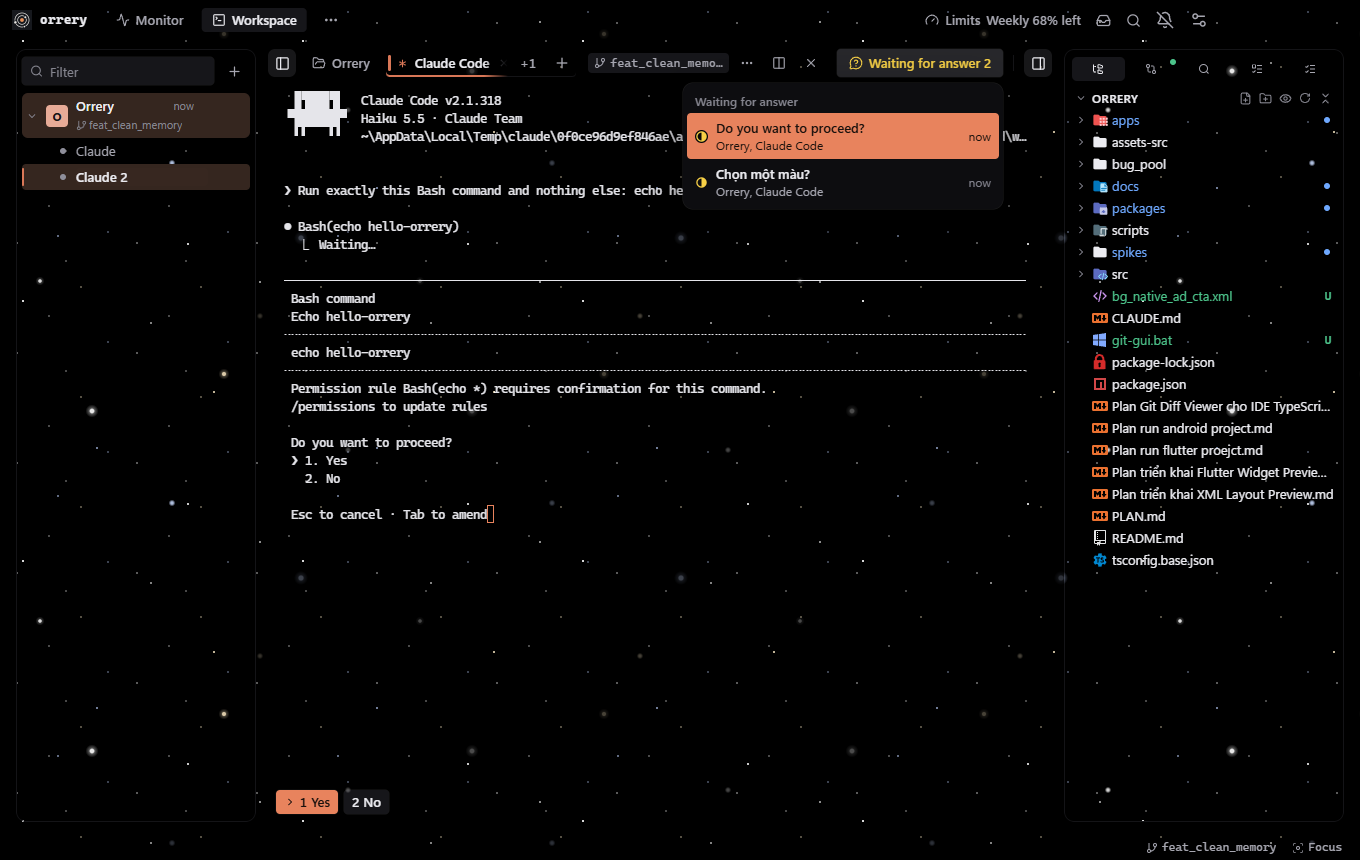 orrery
Monitor
Workspace
Limits Weekly 68% left
Filter
Orrery
now
feat_clean_memory
Claude
Claude 2
Orrery
* Claude Code
+1
feat_clean_memo…
Waiting for answer 2
Waiting for answer
Do you want to proceed?
Orrery, Claude Code
now
Chọn một màu?
Orrery, Claude Code
now
Claude Code v2.1.318
Haiku 5.5 · Claude Team
~\AppData\Local\Temp\claude\0f0ce96d9ef846ae\a
l\w…
❯ Run exactly this Bash command and nothing else: echo he
● Bash(echo hello-orrery)
⎿ Waiting…
Bash command
Echo hello-orrery
echo hello-orrery
Permission rule Bash(echo *) requires confirmation for this command.
/permissions to update rules
Do you want to proceed?
❯ 1. Yes
2. No
Esc to cancel · Tab to amend
1 Yes
2 No
ORRERY
apps
assets-src
bug_pool
docs
packages
scripts
spikes
src
bg_native_ad_cta.xml U
CLAUDE.md
git-gui.bat U
package-lock.json
package.json
Plan Git Diff Viewer cho IDE TypeScri...
Plan run android project.md
Plan run flutter proejct.md
Plan triển khai Flutter Widget Previe...
Plan triển khai XML Layout Preview.md
PLAN.md
README.md
tsconfig.base.json
feat_clean_memory
Focus